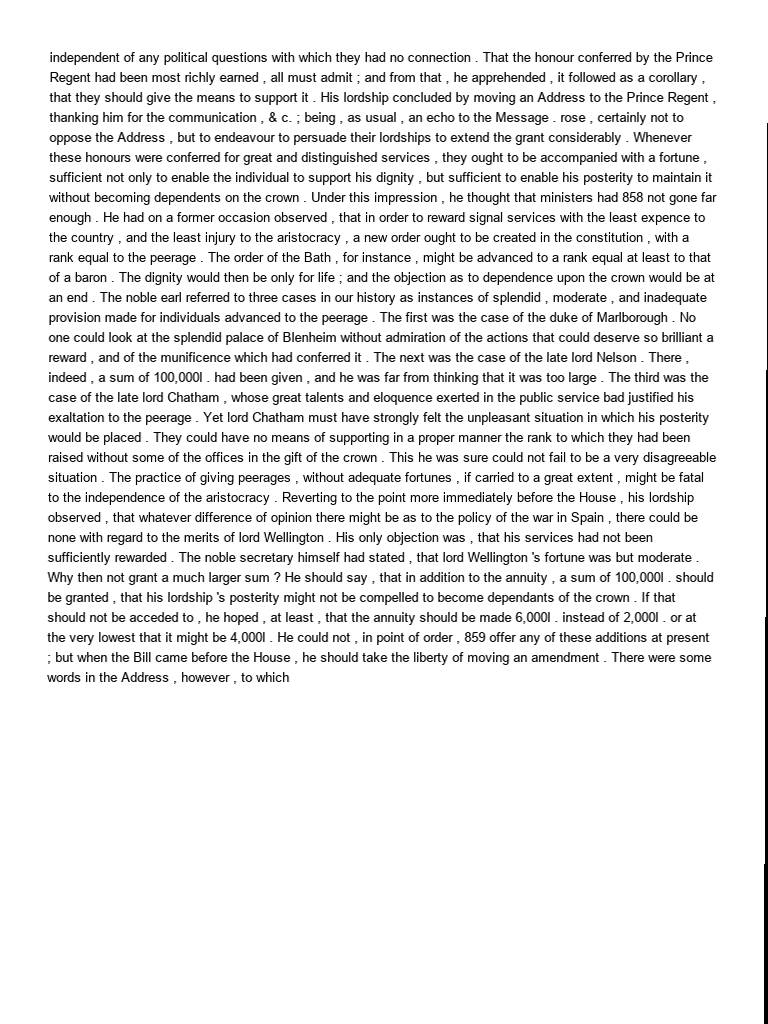 independent of any political questions with which they had no connection . That the honour conferred by the Prince
Regent had been most richly earned , all must admit ; and from that , he apprehended , it followed as a corollary ,
that they should give the means to support it . His lordship concluded by moving an Address to the Prince Regent ,
thanking him for the communication , & c. ; being , as usual , an echo to the Message . rose , certainly not to
oppose the Address , but to endeavour to persuade their lordships to extend the grant considerably . Whenever
these honours were conferred for great and distinguished services , they ought to be accompanied with a fortune ,
sufficient not only to enable the individual to support his dignity , but sufficient to enable his posterity to maintain it
without becoming dependents on the crown . Under this impression , he thought that ministers had 858 not gone far
enough . He had on a former occasion observed , that in order to reward signal services with the least expence to
the country , and the least injury to the aristocracy , a new order ought to be created in the constitution , with a
rank equal to the peerage . The order of the Bath , for instance , might be advanced to a rank equal at least to that
of a baron . The dignity would then be only for life ; and the objection as to dependence upon the crown would be at
an end . The noble earl referred to three cases in our history as instances of splendid , moderate , and inadequate
provision made for individuals advanced to the peerage . The first was the case of the duke of Marlborough . No
one could look at the splendid palace of Blenheim without admiration of the actions that could deserve so brilliant a
reward , and of the munificence which had conferred it . The next was the case of the late lord Nelson . There ,
indeed , a sum of 100,000l . had been given , and he was far from thinking that it was too large . The third was the
case of the late lord Chatham , whose great talents and eloquence exerted in the public service bad justified his
exaltation to the peerage . Yet lord Chatham must have strongly felt the unpleasant situation in which his posterity
would be placed . They could have no means of supporting in a proper manner the rank to which they had been
raised without some of the offices in the gift of the crown . This he was sure could not fail to be a very disagreeable
situation . The practice of giving peerages , without adequate fortunes , if carried to a great extent , might be fatal
to the independence of the aristocracy . Reverting to the point more immediately before the House , his lordship
observed , that whatever difference of opinion there might be as to the policy of the war in Spain , there could be
none with regard to the merits of lord Wellington . His only objection was , that his services had not been
sufficiently rewarded . The noble secretary himself had stated , that lord Wellington 's fortune was but moderate .
Why then not grant a much larger sum ? He should say , that in addition to the annuity , a sum of 100,000l . should
be granted , that his lordship 's posterity might not be compelled to become dependants of the crown . If that
should not be acceded to , he hoped , at least , that the annuity should be made 6,000l . instead of 2,000l . or at
the very lowest that it might be 4,000l . He could not , in point of order , 859 offer any of these additions at present
; but when the Bill came before the House , he should take the liberty of moving an amendment . There were some
words in the Address , however , to which